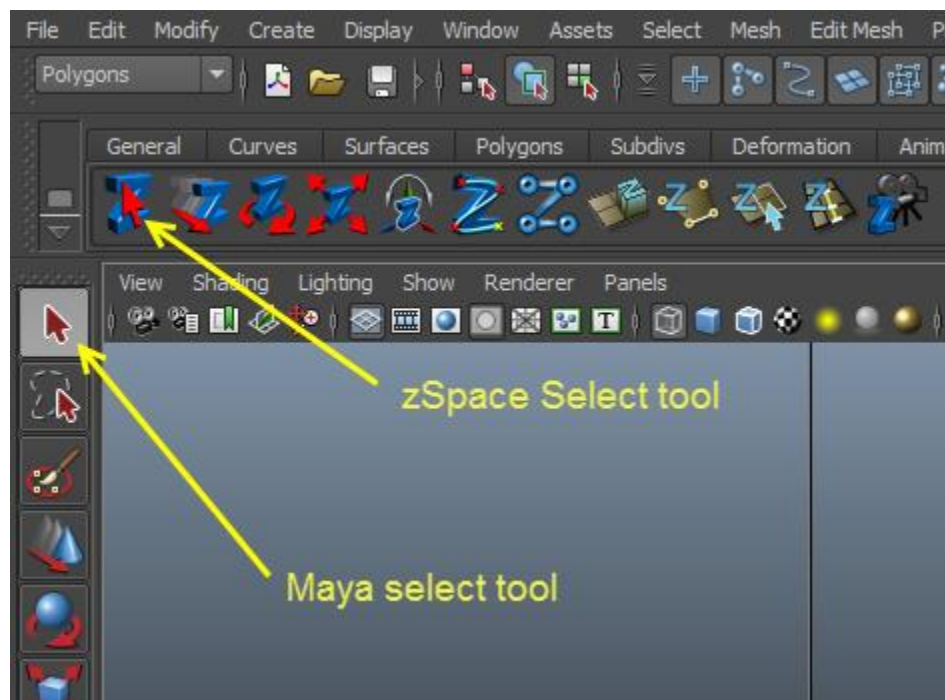 File Edit Modify Create Display Window Assets Select Mesh Edit Mesh
Polygons
General Curves Surfaces Polygons Subdivs Deformation Anim
View Shading Lighting Show Renderer Panels
T
zSpace Select tool
Maya select tool